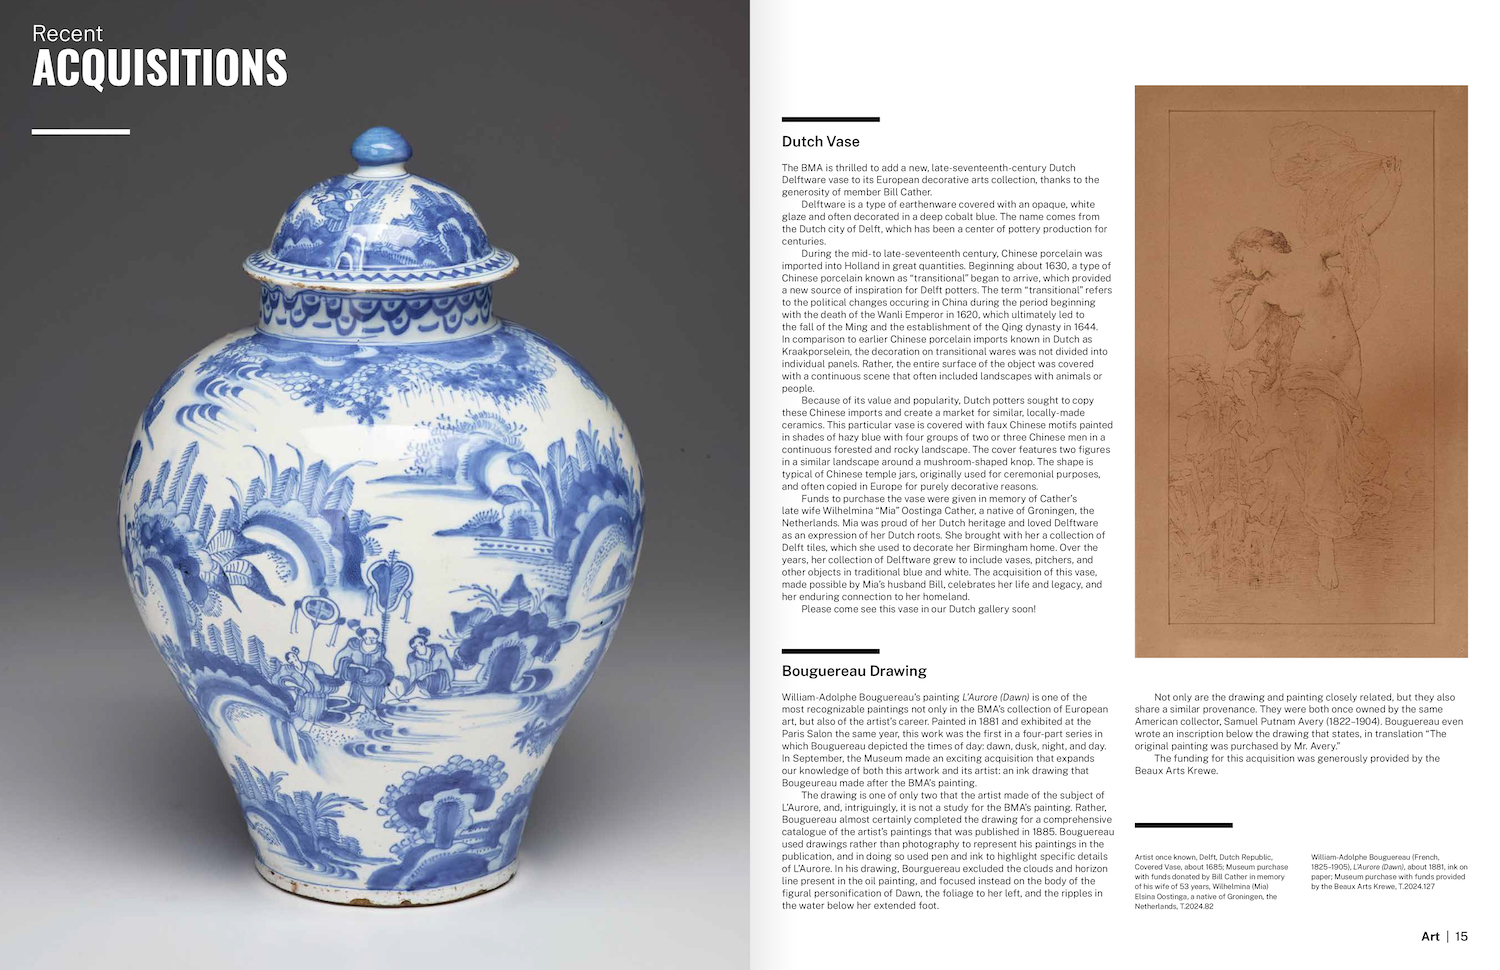 Recent
ACQUISITIONS
Dutch Vase
The BMA is thrilled to add a new, late-seventeenth-century Dutch
Delftware vase to its European decorative arts collection, thanks to the
generosity of member Bill Cather.
Delftware is a type of earthenware covered with an opaque, white
glaze and often decorated in a deep cobalt blue. The name comes from
the Dutch city of Delft, which has been a center of pottery production for
centuries.
During the mid- to late-seventeenth century, Chinese porcelain was
imported into Holland in great quantities. Beginning about 1630, a type of
Chinese porcelain known as “transitional” began to arrive, which provided
a new source of inspiration for Delft potters. The term “transitional” refers
to the political changes occuring in China during the period beginning
with the death of the Wanli Emperor in 1620, which ultimately led to
the fall of the Ming and the establishment of the Qing dynasty in 1644.
In comparison to earlier Chinese porcelain imports known in Dutch as
Kraakporselein, the decoration on transitional wares was not divided into
individual panels. Rather, the entire surface of the object was covered
with a continuous scene that often included landscapes with animals or
people.
Because of its value and popularity, Dutch potters sought to copy
these Chinese imports and create a market for similar, locally-made
ceramics. This particular vase is covered with faux Chinese motifs painted
in shades of hazy blue with four groups of two or three Chinese men in a
continuous forested and rocky landscape. The cover features two figures
in a similar landscape around a mushroom-shaped knop. The shape is
typical of Chinese temple jars, originally used for ceremonial purposes,
and often copied in Europe for purely decorative reasons.
Funds to purchase the vase were given in memory of Cather’s
late wife Wilhelmina “Mia” Oostinga Cather, a native of Groningen, the
Netherlands. Mia was proud of her Dutch heritage and loved Delftware
as an expression of her Dutch roots. She brought with her a collection of
Delft tiles, which she used to decorate her Birmingham home. Over the
years, her collection of Delftware grew to include vases, pitchers, and
other objects in traditional blue and white. The acquisition of this vase,
made possible by Mia’s husband Bill, celebrates her life and legacy, and
her enduring connection to her homeland.
Please come see this vase in our Dutch gallery soon!
Bouguereau Drawing
William-Adolphe Bouguereau’s painting L’Aurore (Dawn) is one of the
most recognizable paintings not only in the BMA’s collection of European
art, but also of the artist’s career. Painted in 1881 and exhibited at the
Paris Salon the same year, this work was the first in a four-part series in
which Bouguereau depicted the times of day: dawn, dusk, night, and day.
In September, the Museum made an exciting acquisition that expands
our knowledge of both this artwork and its artist: an ink drawing that
Bougeureau made after the BMA’s painting.
The drawing is one of only two that the artist made of the subject of
L’Aurore, and, intriguingly, it is not a study for the BMA’s painting. Rather,
Bouguereau almost certainly completed the drawing for a comprehensive
catalogue of the artist’s paintings that was published in 1885. Bouguereau
used drawings rather than photography to represent his paintings in the
publication, and in doing so used pen and ink to highlight specific details
of L’Aurore. In his drawing, Bouguereau excluded the clouds and horizon
line present in the oil painting, and focused instead on the body of the
figural personification of Dawn, the foliage to her left, and the ripples in
the water below her extended foot.
Not only are the drawing and painting closely related, but they also
share a similar provenance. They were both once owned by the same
American collector, Samuel Putnam Avery (1822–1904). Bouguereau even
wrote an inscription below the drawing that states, in translation “The
original painting was purchased by Mr. Avery.”
The funding for this acquisition was generously provided by the
Beaux Arts Krewe.
Artist once known, Delft, Dutch Republic,
Covered Vase, about 1685; Museum purchase
with funds donated by Bill Cather in memory
of his wife of 53 years, Wilhelmina (Mia)
Elsina Oostinga, a native of Groningen, the
Netherlands, T.2024.82
William-Adolphe Bouguereau (French,
1825–1905), L’Aurore (Dawn), about 1881, ink on
paper; Museum purchase with funds provided
by the Beaux Arts Krewe, T.2024.127
Art | 15